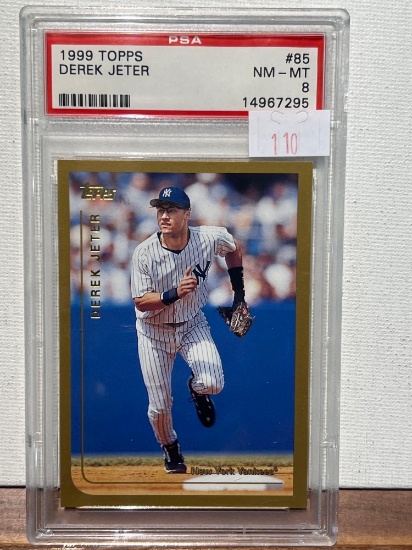 PSA
1999 TOPPS #85
DEREK JETER NM-MT
8
14967295
110
Topps
DEREK JETER
NY
New York Yankees®